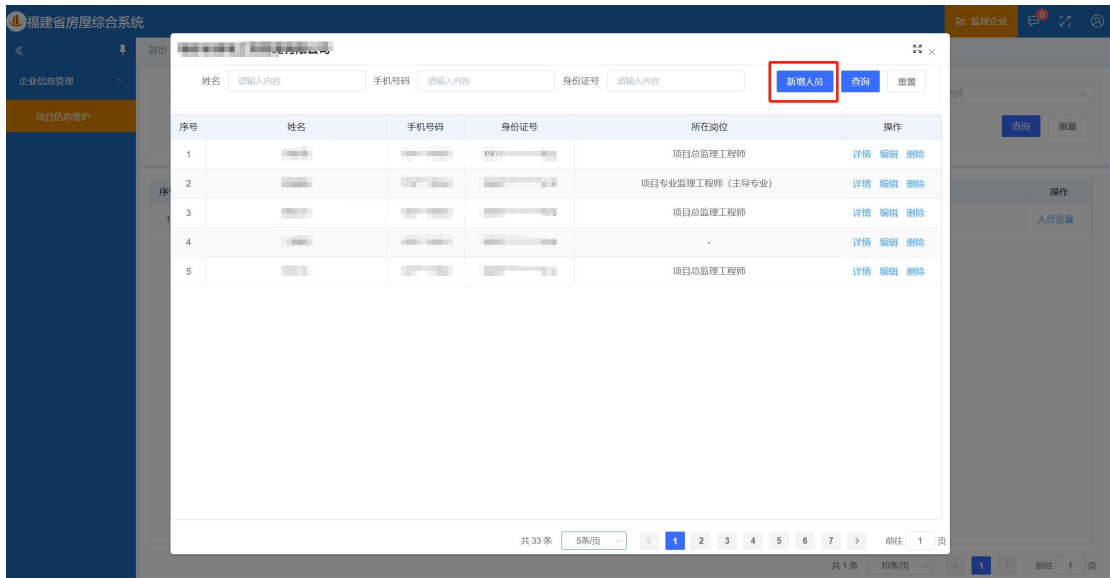 福建省房屋综合系统
监理企业
0
首页
企业信息管理
项目信息维护
姓名 请输入内容 手机号码 请输入内容 身份证号 请输入内容 新增人员 查询 重置
查询 重置
序号 姓名 手机号码 身份证号 所在岗位 操作
1 项目总监理工程师 详情 编辑 删除
2 项目专业监理工程师（主导专业） 详情 编辑 删除
3 项目总监理工程师 详情 编辑 删除
4 - 详情 编辑 删除
5 项目总监理工程师 详情 编辑 删除
操作
人员设置
共 33 条 5条/页 1 2 3 4 5 6 7 前往 1 页
共 1 条 10条/页 1 前往 1 页